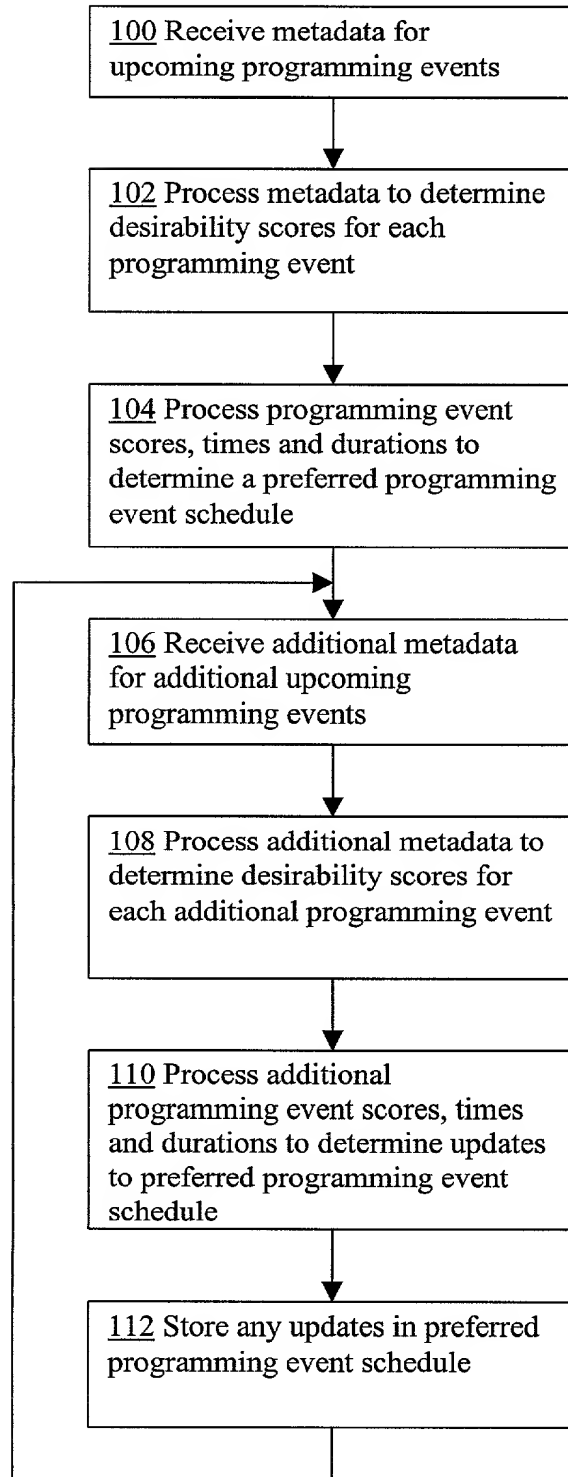 100 Receive metadata for
upcoming programming events
102 Process metadata to determine
desirability scores for each
programming event
104 Process programming event
scores, times and durations to
determine a preferred programming
event schedule
106 Receive additional metadata
for additional upcoming
programming events
108 Process additional metadata to
determine desirability scores for
each additional programming event
110 Process additional
programming event scores, times
and durations to determine updates
to preferred programming event
schedule
112 Store any updates in preferred
programming event schedule